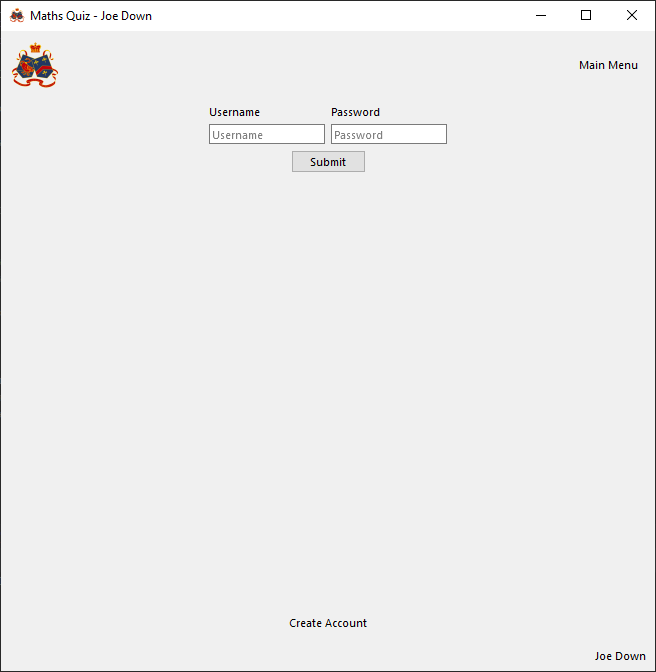 Maths Quiz - Joe Down
Main Menu
Username Password
Username Password
Submit
Create Account
Joe Down